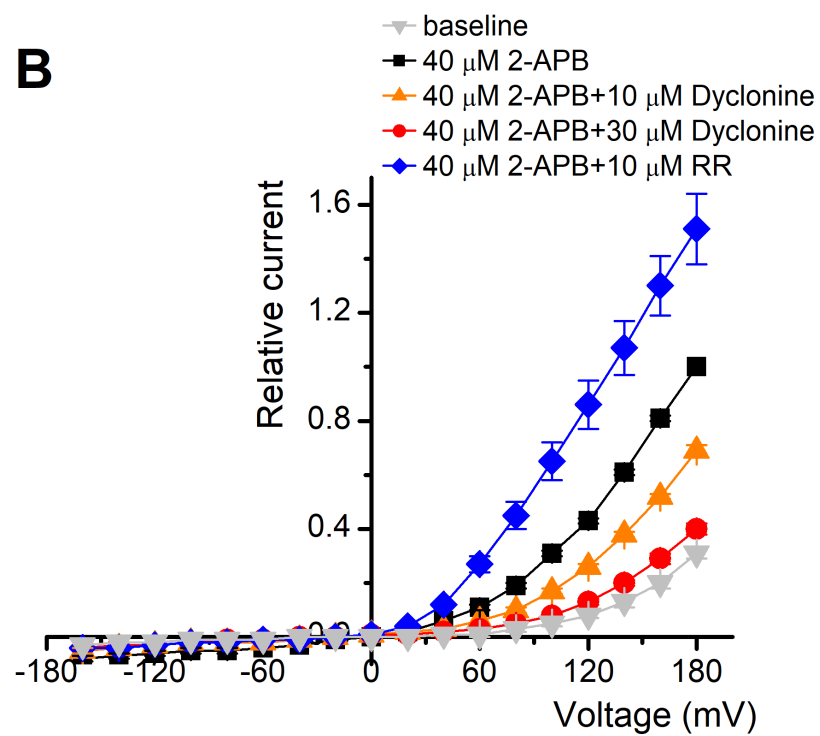 B
baseline
40 μM 2-APB
40 μM 2-APB+10 μM Dyclonine
40 μM 2-APB+30 μM Dyclonine
40 μM 2-APB+10 μM RR
Relative current
1.6
1.2
0.8
0.4
-180 -120 -60 0 60 120 180
Voltage (mV)